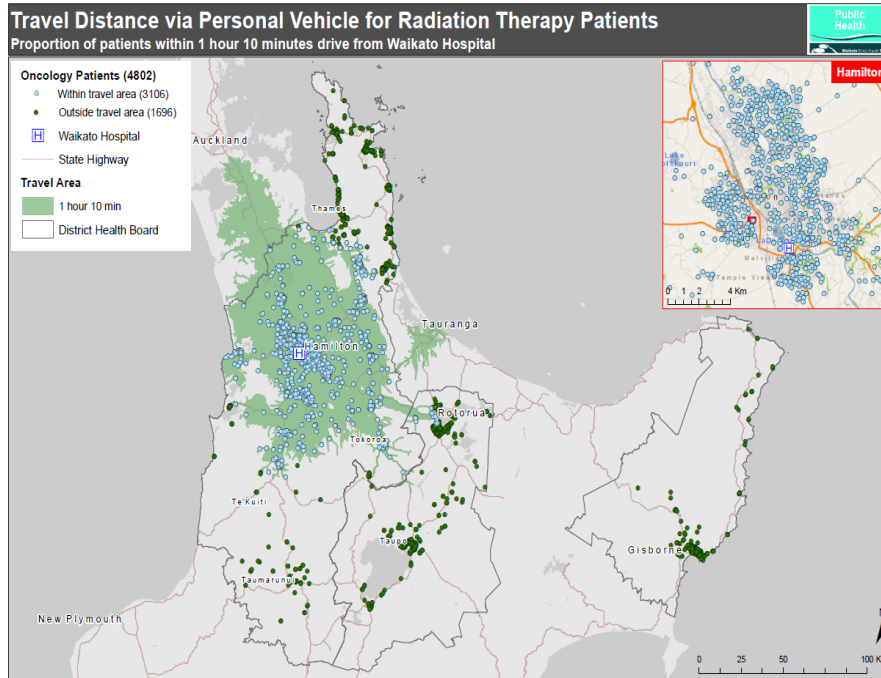 Travel Distance via Personal Vehicle for Radiation Therapy Patients
Proportion of patients within 1 hour 10 minutes drive from Waikato Hospital
Public
Health
Oncology Patients (4802)
Within travel area (3106)
Outside travel area (1696)
H
Waikato Hospital
State Highway
Travel Area
1 hour 10 min
District Health Board
Hamilton
Lake
H
Temple View
0 1 2 4 Km
Auckland
Thames
Tauranga
H
Hamilton
Rotorua
Tokoroa
Te Kuiti
Taupo
Gisborne
Taumarunui
New Plymouth
0 25 50 100 K